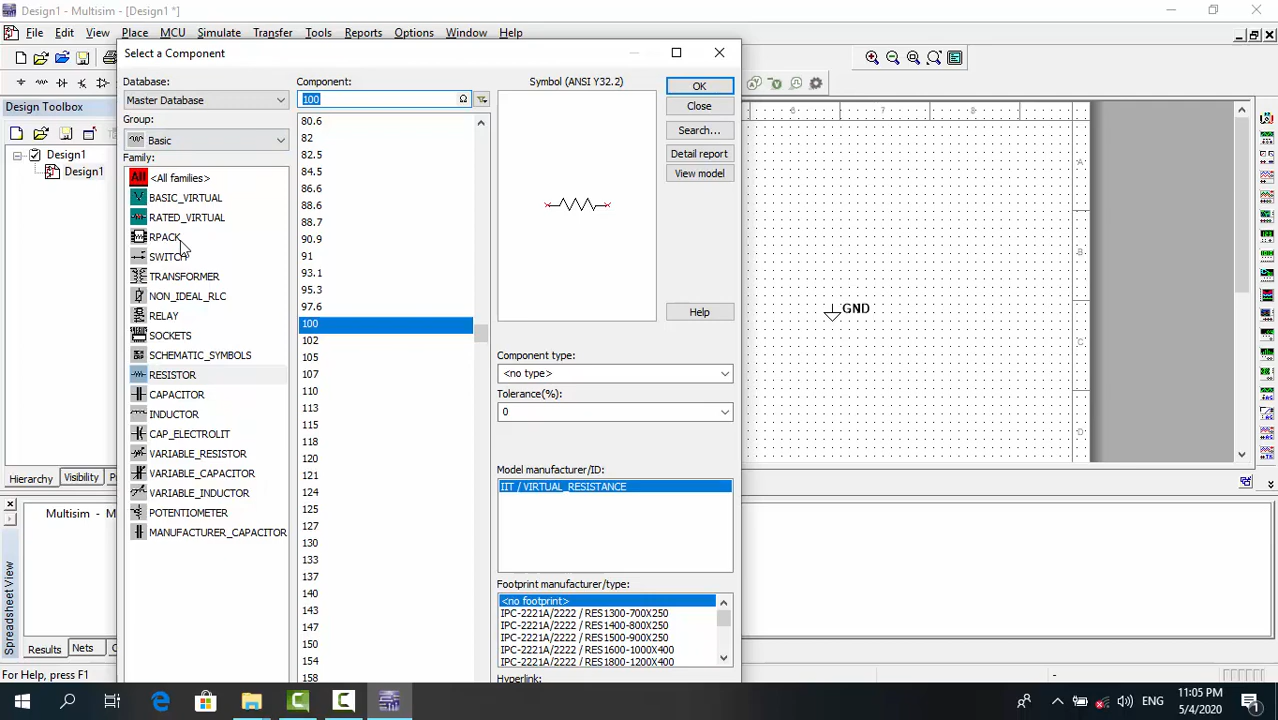 Design1 - Multisim - [Design1 *]
File Edit View Place MCU Simulate Transfer Tools Reports Options Window Help
Select a Component
Design Toolbox
Design1
Design1
Hierarchy Visibility
Database:
Master Database
Group:
Basic
Family:
All <All families>
BASIC_VIRTUAL
RATED_VIRTUAL
RPACK
SWITCH
TRANSFORMER
NON_IDEAL_RLC
RELAY
SOCKETS
SCHEMATIC_SYMBOLS
RESISTOR
CAPACITOR
INDUCTOR
CAP_ELECTROLIT
VARIABLE_RESISTOR
VARIABLE_CAPACITOR
VARIABLE_INDUCTOR
POTENTIOMETER
MANUFACTURER_CAPACITOR
Component:
100 Ω
80.6
82
82.5
84.5
86.6
88.6
88.7
90.9
91
93.1
95.3
97.6
100
102
105
107
110
113
115
118
120
121
124
125
127
130
133
137
140
143
147
150
154
158
Symbol (ANSI Y32.2)
OK
Close
Search...
Detail report
View model
Help
Component type:
<no type>
Tolerance(%):
0
Model manufacturer/ID:
IIT / VIRTUAL_RESISTANCE
Footprint manufacturer/type:
<no footprint>
IPC-2221A/2222 / RES1300-700X250
IPC-2221A/2222 / RES1400-800X250
IPC-2221A/2222 / RES1500-900X250
IPC-2221A/2222 / RES1600-1000X400
IPC-2221A/2222 / RES1800-1200X400
Hyperlink:
GND
A
B
C
D
Spreadsheet View
Multisim - M
Results Nets
For Help, press F1
-
ENG
11:05 PM
5/4/2020